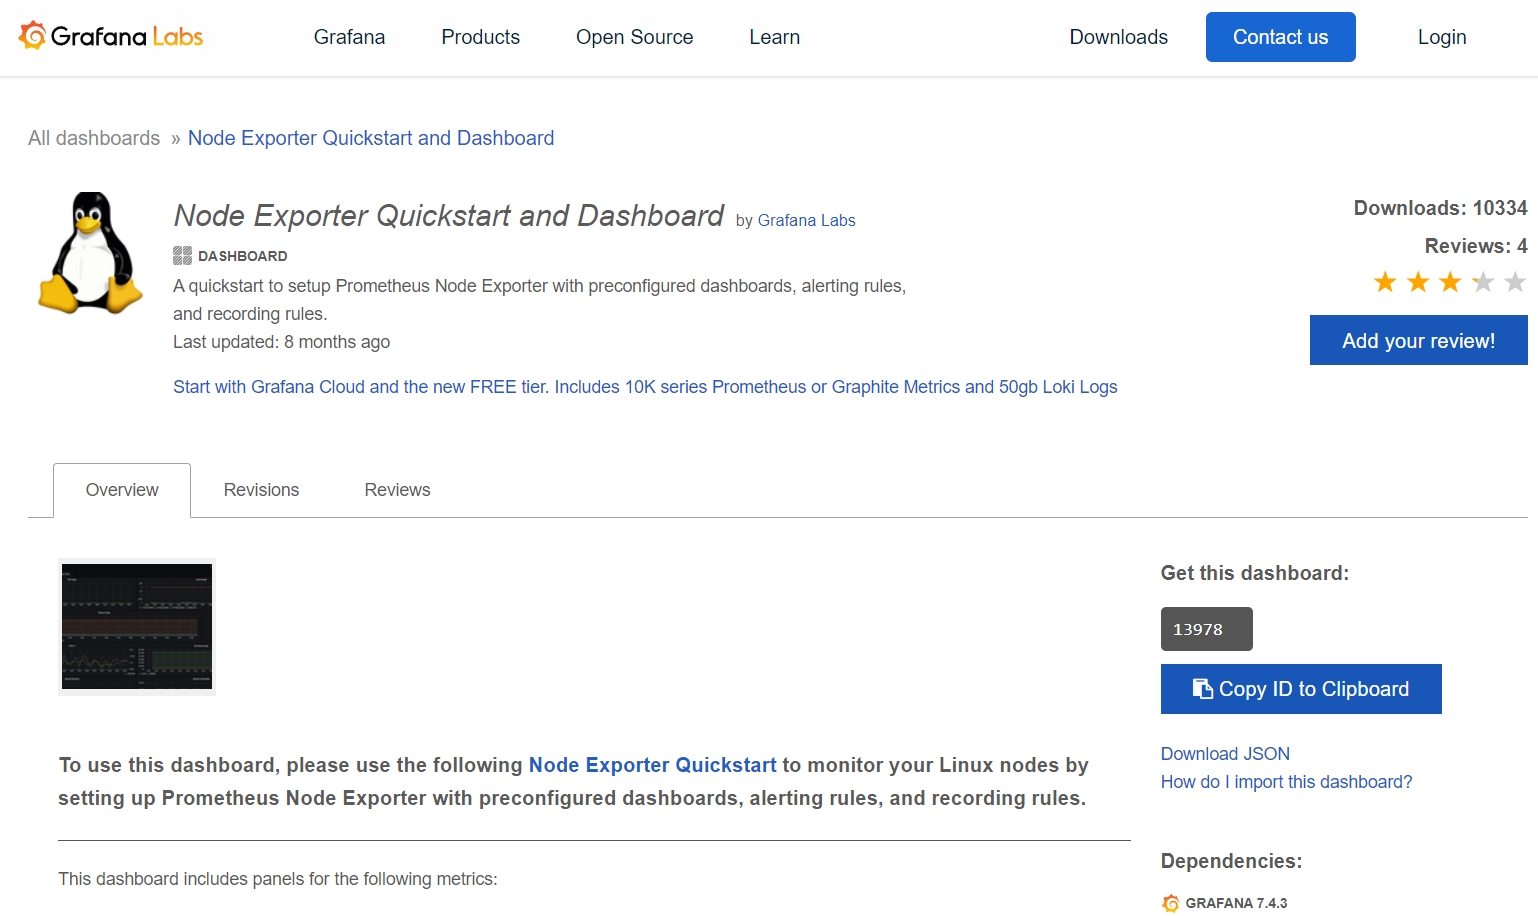 Grafana Labs
Grafana Products Open Source Learn Downloads Contact us Login
All dashboards » Node Exporter Quickstart and Dashboard
Node Exporter Quickstart and Dashboard by Grafana Labs
DASHBOARD
A quickstart to setup Prometheus Node Exporter with preconfigured dashboards, alerting rules,
and recording rules.
Last updated: 8 months ago
Start with Grafana Cloud and the new FREE tier. Includes 10K series Prometheus or Graphite Metrics and 50gb Loki Logs
Downloads: 10334
Reviews: 4
Add your review!
Overview Revisions Reviews
To use this dashboard, please use the following Node Exporter Quickstart to monitor your Linux nodes by
setting up Prometheus Node Exporter with preconfigured dashboards, alerting rules, and recording rules.
This dashboard includes panels for the following metrics:
Get this dashboard:
13978
Copy ID to Clipboard
Download JSON
How do I import this dashboard?
Dependencies:
GRAFANA 7.4.3